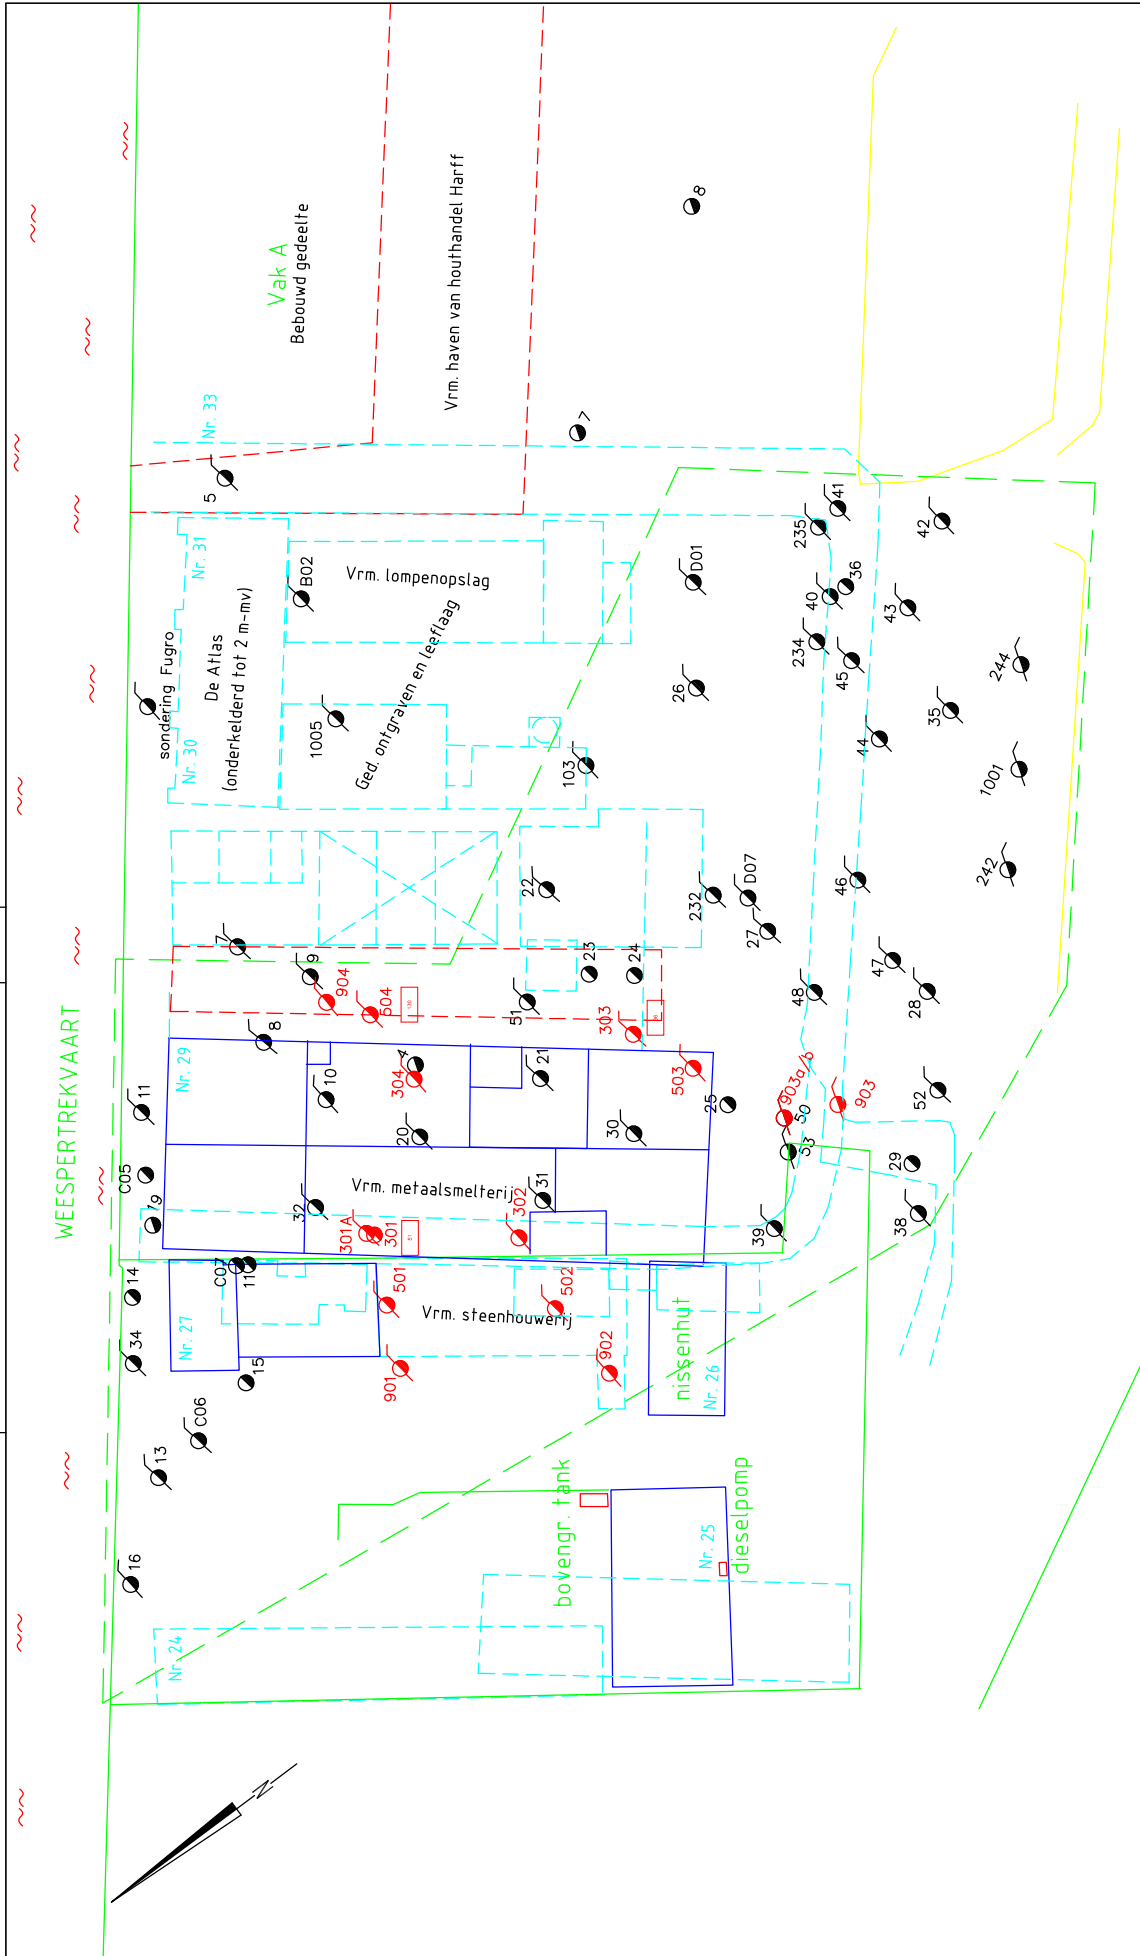 WEESPERTREKVAART
Vak A
Bebouwd gedeelte
Vrm. haven van houthandel Harff
8
7
Nr. 33
5
Nr. 31
B02
Vrm. lompenopslag
D01
235
41
42
40
36
43
234
45
244
sondering Fugro
De Atlas
(onderkelderd tot 2 m-mv)
Nr. 30
1005
Ged. ontgraven en leeflaag
26
35
44
103
1001
22
232
D07
46
242
27
7
9
904
504
51
23
24
303
48
47
28
8
Nr. 29
10
4
304
21
503
903a/b
50
903
25
52
11
20
30
53
29
C05
19
32
Vrm. metaalsmelterij
31
302
301A
301
39
38
14
C07
11
501
502
Vrm. steenhouwerij
34
Nr. 27
15
901
902
nissenhut
Nr. 26
C06
13
bovengr. tank
dieselpomp
Nr. 25
16
Nr. 24
N